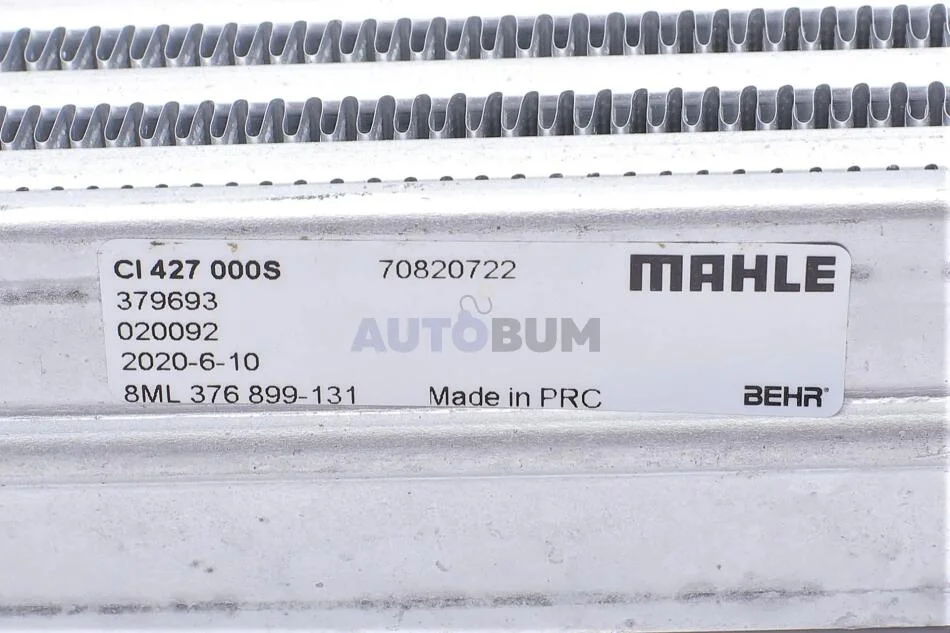 CI 427 000S 70820722 MAHLE
379693
020092
AUTOBUM
2020-6-10
8ML 376 899-131 Made in PRC BEHR®